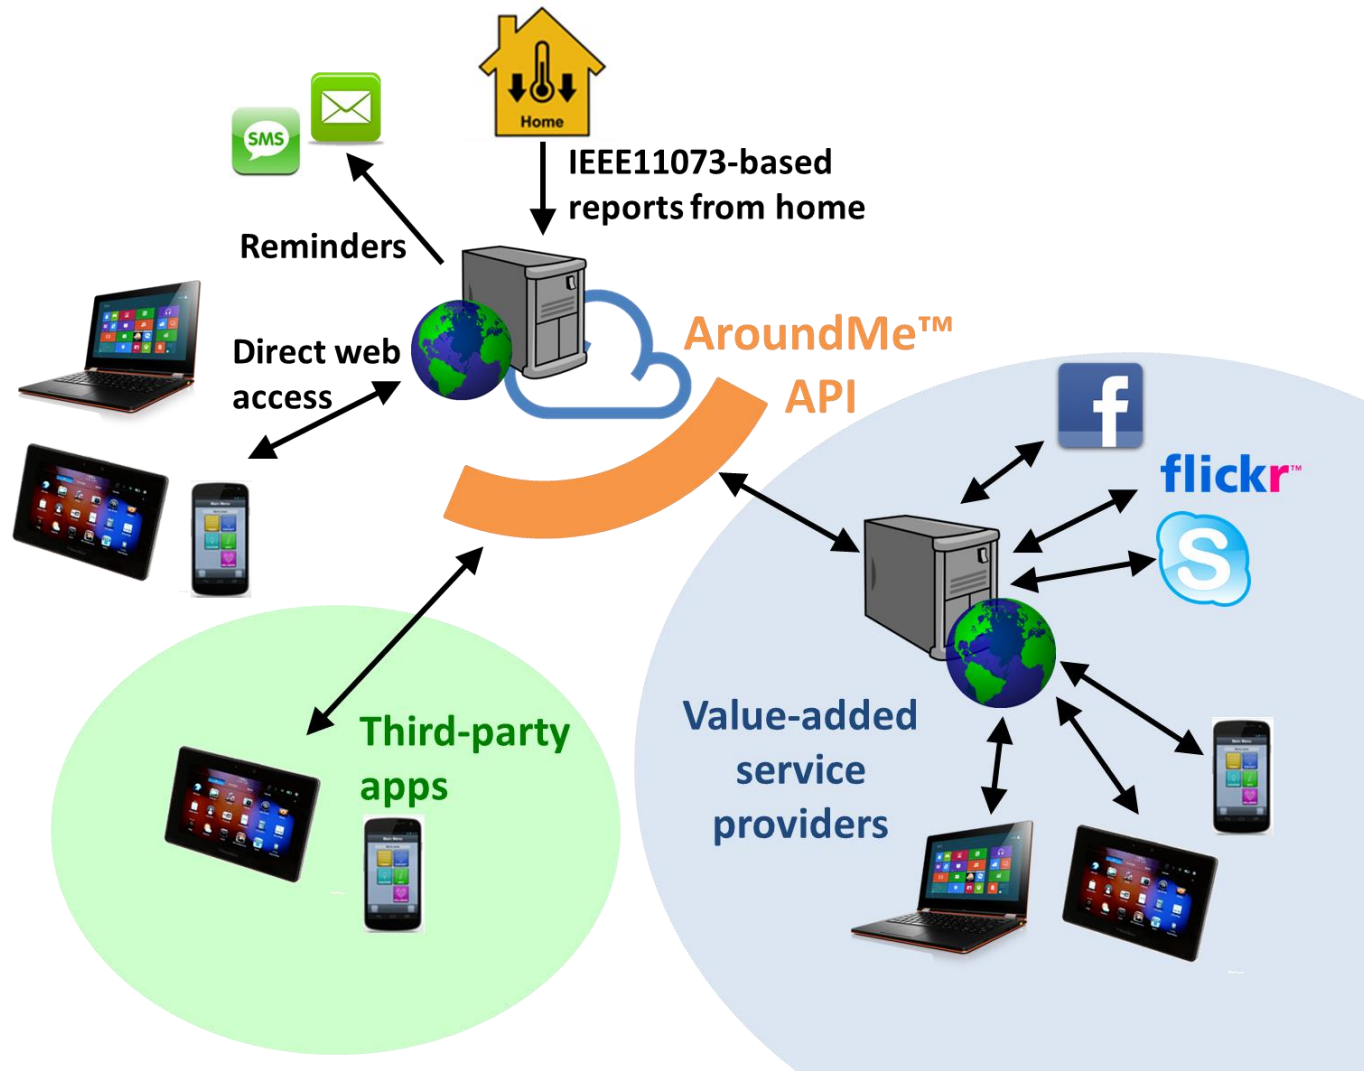 Home
SMS
IEEE11073-based
reports from home
Reminders
Direct web
access
AroundMe™
API
f
flickr™
S
Third-party
apps
Value-added
service
providers